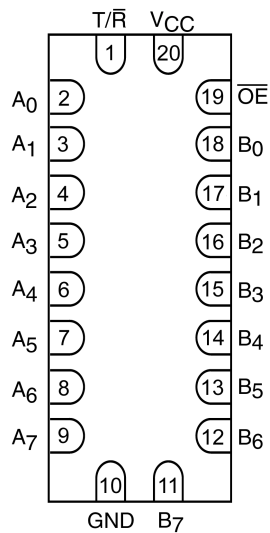 T/R̅ VCC
1 20
A0 2 19 O̅E̅
A1 3 18 B0
A2 4 17 B1
A3 5 16 B2
A4 6 15 B3
A5 7 14 B4
A6 8 13 B5
A7 9 12 B6
10 11
GND B7